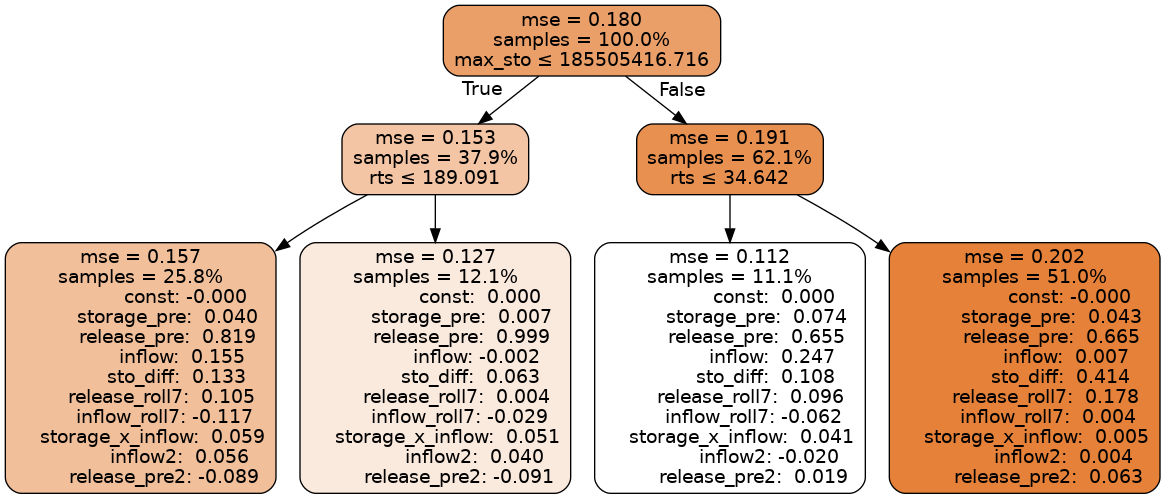 mse = 0.180
samples = 100.0%
max_sto ≤ 185505416.716
True
False
mse = 0.153
samples = 37.9%
rts ≤ 189.091
mse = 0.191
samples = 62.1%
rts ≤ 34.642
mse = 0.157
samples = 25.8%
const: -0.000
storage_pre: 0.040
release_pre: 0.819
inflow: 0.155
sto_diff: 0.133
release_roll7: 0.105
inflow_roll7: -0.117
storage_x_inflow: 0.059
inflow2: 0.056
release_pre2: -0.089
mse = 0.127
samples = 12.1%
const: 0.000
storage_pre: 0.007
release_pre: 0.999
inflow: -0.002
sto_diff: 0.063
release_roll7: 0.004
inflow_roll7: -0.029
storage_x_inflow: 0.051
inflow2: 0.040
release_pre2: -0.091
mse = 0.112
samples = 11.1%
const: 0.000
storage_pre: 0.074
release_pre: 0.655
inflow: 0.247
sto_diff: 0.108
release_roll7: 0.096
inflow_roll7: -0.062
storage_x_inflow: 0.041
inflow2: -0.020
release_pre2: 0.019
mse = 0.202
samples = 51.0%
const: -0.000
storage_pre: 0.043
release_pre: 0.665
inflow: 0.007
sto_diff: 0.414
release_roll7: 0.178
inflow_roll7: 0.004
storage_x_inflow: 0.005
inflow2: 0.004
release_pre2: 0.063